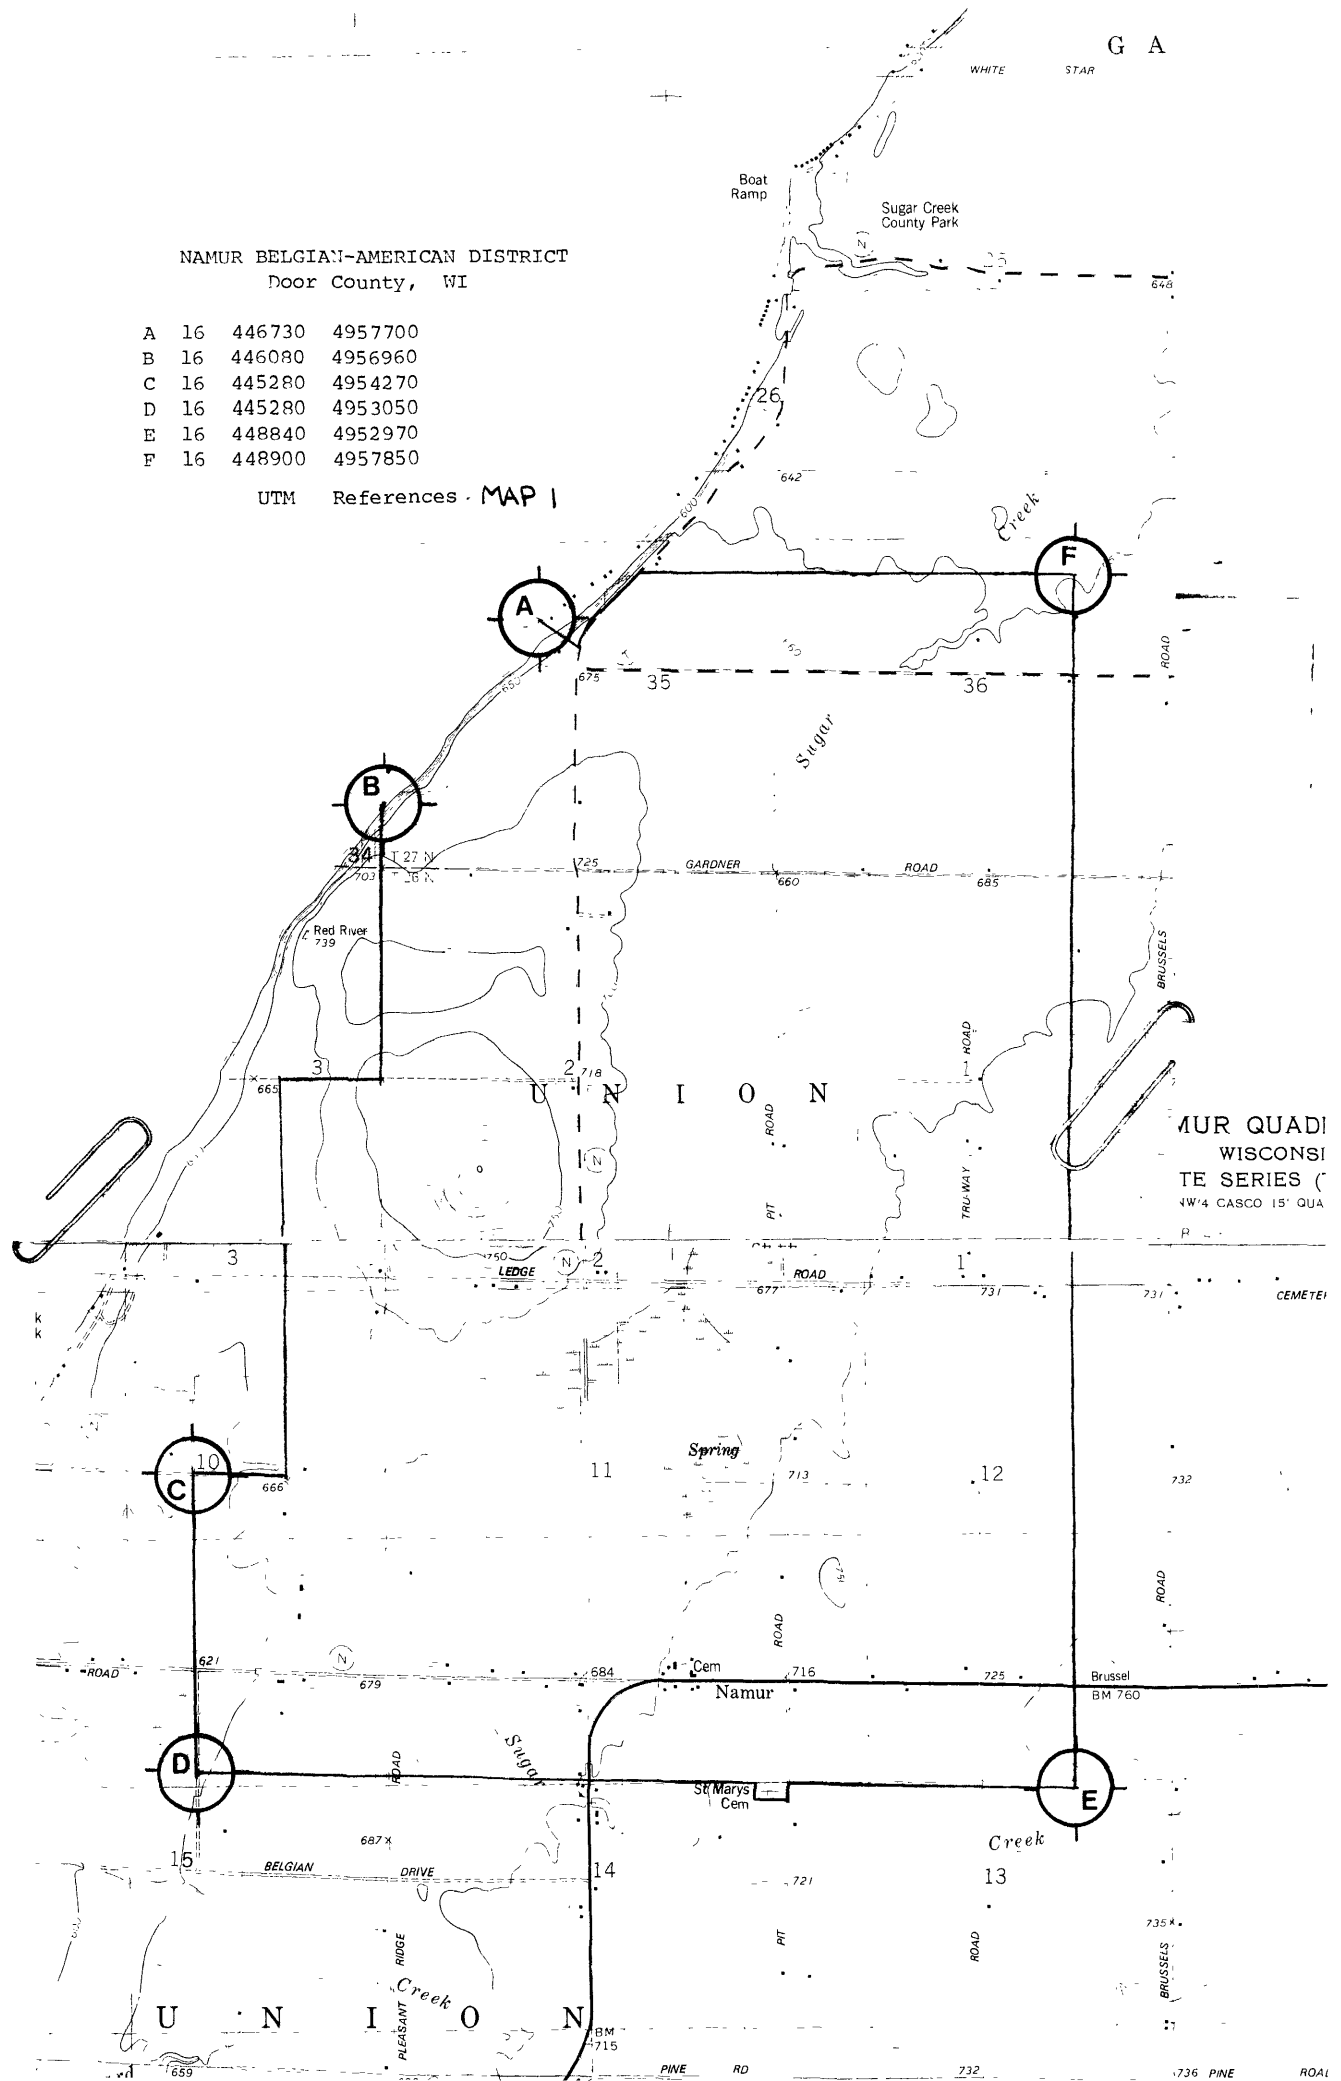 G A
WHITE STAR
Boat
Ramp
Sugar Creek
County Park
(Z)
25
648
NAMUR BELGIAN-AMERICAN DISTRICT
Door County, WI
A 16 446730 4957700
B 16 446080 4956960
C 16 445280 4954270
D 16 445280 4953050
E 16 448840 4952970
F 16 448900 4957850
UTM References. MAP 1
26
642
600
Creek
F
A
ROAD
650
675
35
36
Sugar
B
34
T 27 N
703
T 26 N
725
GARDNER ROAD
660
685
Red River
739
BRUSSELS
ROAD
3
2
718
1
665
U N I O N
ROAD
MUR QUADI
WISCONSI
TE SERIES (
NW/4 CASCO 15' QUA
Z
PIT
TRU-WAY
3
750
N
2
1
LEDGE ROAD
677
731
731
CEMETER
k
k
Spring
10
C
666
11
713
12
732
751
ROAD
ROAD
621
ROAD
N
679
684
Cem
716
725
Brussel
Namur
BM 760
D
Sugar
ROAD
St Marys
Cem
E
687
Creek
15
BELGIAN DRIVE
14
721
13
735
PLEASANT RIDGE
PIT
ROAD
BRUSSELS
Creek
U N I O N
BM
715
659
PINE RD
732
736 PINE ROAD